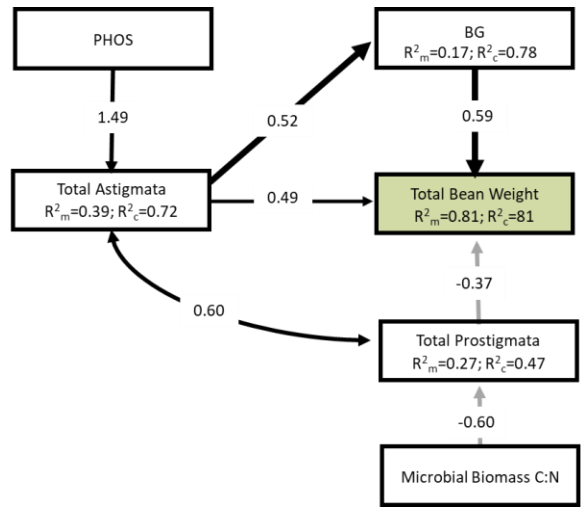 PHOS
BG
R²m=0.17; R²c=0.78
1.49
0.52
0.59
Total Astigmata
R²m=0.39; R²c=0.72
0.49
Total Bean Weight
R²m=0.81; R²c=81
-0.37
0.60
Total Prostigmata
R²m=0.27; R²c=0.47
-0.60
Microbial Biomass C:N